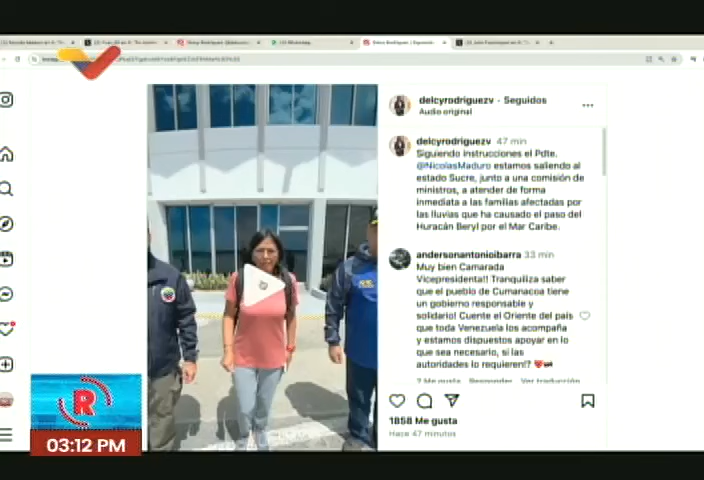 delcyrodriguezv • Seguidos
Audio original
delcyrodriguezv 47 min
Siguiendo instrucciones el Pdte.
@NicolasMaduro estamos saliendo al
estado Sucre, junto a una comisión de
ministros, a atender de forma
inmediata a las familias afectadas por
las lluvias que ha causado el paso del
Huracán Beryl por el Mar Caribe.
andersonantonioibarra 33 min
Muy bien Camarada
Vicepresidenta!! Tranquiliza saber
que el pueblo de Cumanacoa tiene
un gobierno responsable y
solidario! Cuente el Oriente del país
que toda Venezuela los acompaña
y estamos dispuestos apoyar en lo
que sea necesario, si las
autoridades lo requieren!?
Me gusta Responder Ver traducción
1858 Me gusta
Hace 47 minutos
R
03:12 PM